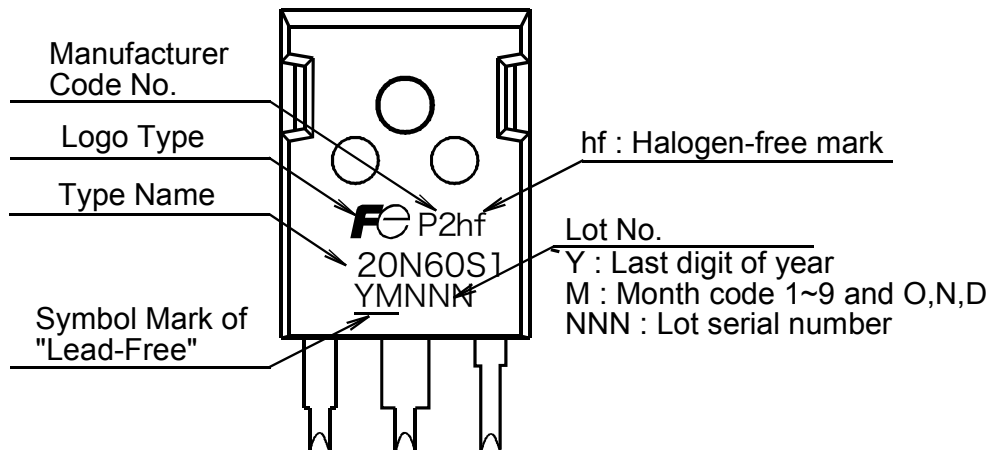 Manufacturer
Code No.
Logo Type
Type Name
Symbol Mark of
"Lead-Free"
Fe P2hf
20N60S1
YMNNN
hf : Halogen-free mark
Lot No.
Y : Last digit of year
M : Month code 1~9 and O,N,D
NNN : Lot serial number